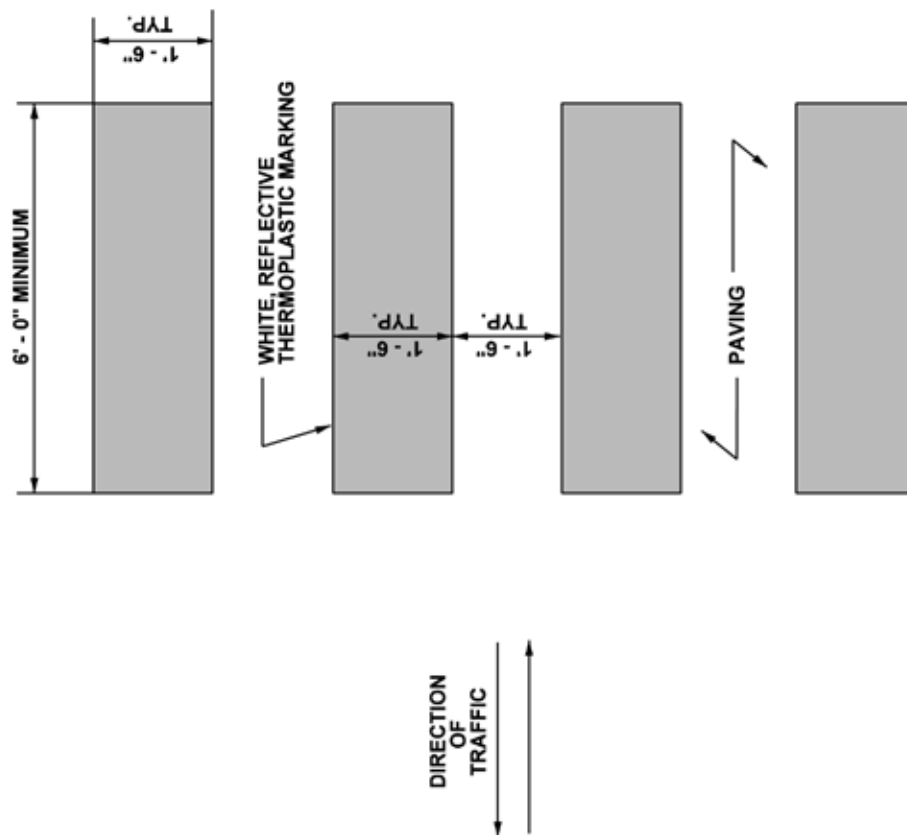 1' - 6"
TYP.
6' - 0" MINIMUM
WHITE, REFLECTIVE
THERMOPLASTIC MARKING
1' - 6"
TYP.
1' - 6"
TYP.
PAVING
DIRECTION
OF
TRAFFIC